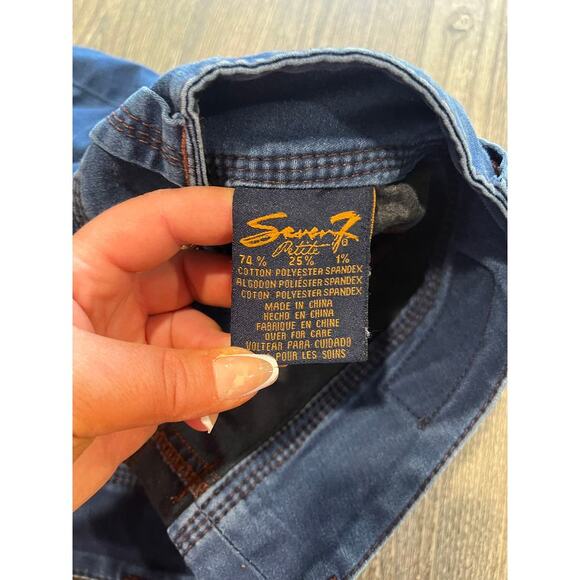 Seven7
Petite ®
74% 25% 1%
COTTON POLYESTER SPANDEX
ALGODON POLIÉSTER SPANDEX
COTON POLYESTER SPANDEX
MADE IN CHINA
HECHO EN CHINA
FABRIQUE EN CHINE
OVER FOR CARE
VOLTEAR PARA CUIDADO
POUR LES SOINS